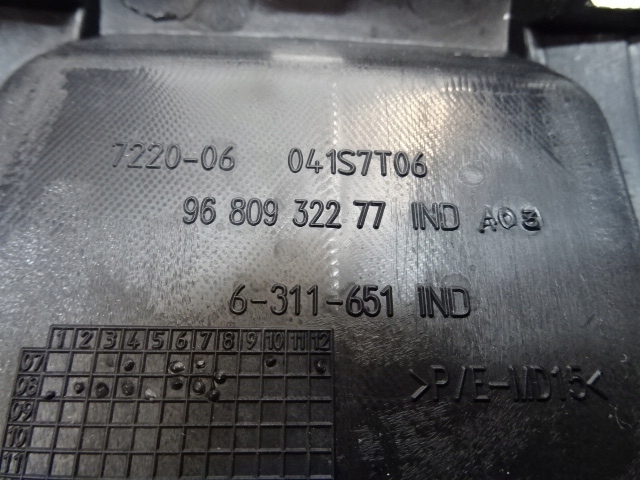 7220-06 041S7T06
96 809 322 77 IND A03
6-311-651 IND
1 2 3 4 5 6 7 8 9 10 11 12
07
08 >P/E-MD15<
09
10
11